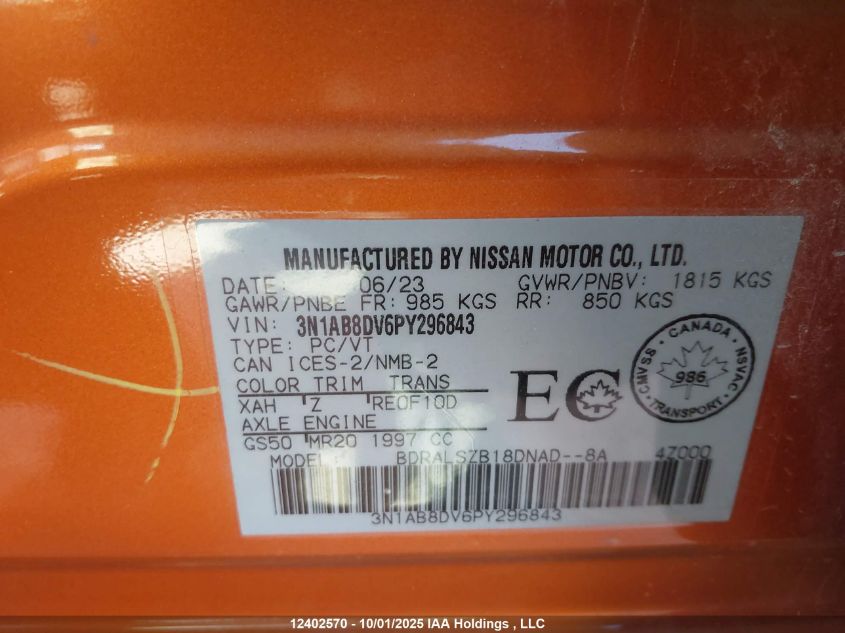 MANUFACTURED BY NISSAN MOTOR CO., LTD.
DATE: 06/23 GVWR/PNBV: 1815 KGS
GAWR/PNBE FR: 985 KGS RR: 850 KGS
VIN: 3N1AB8DV6PY296843
TYPE: PC/VT
CAN ICES-2/NMB-2
COLOR TRIM TRANS
XAH Z RE0F10D
AXLE ENGINE
GS50 MR20 1997 CC
MODEL: BDRALSZB18DNAD--8A 4Z000
3N1AB8DV6PY296843
EC
CANADA
CMVSS 986 NSVAC
TRANSPORT
12402570 - 10/01/2025 IAA Holdings , LLC